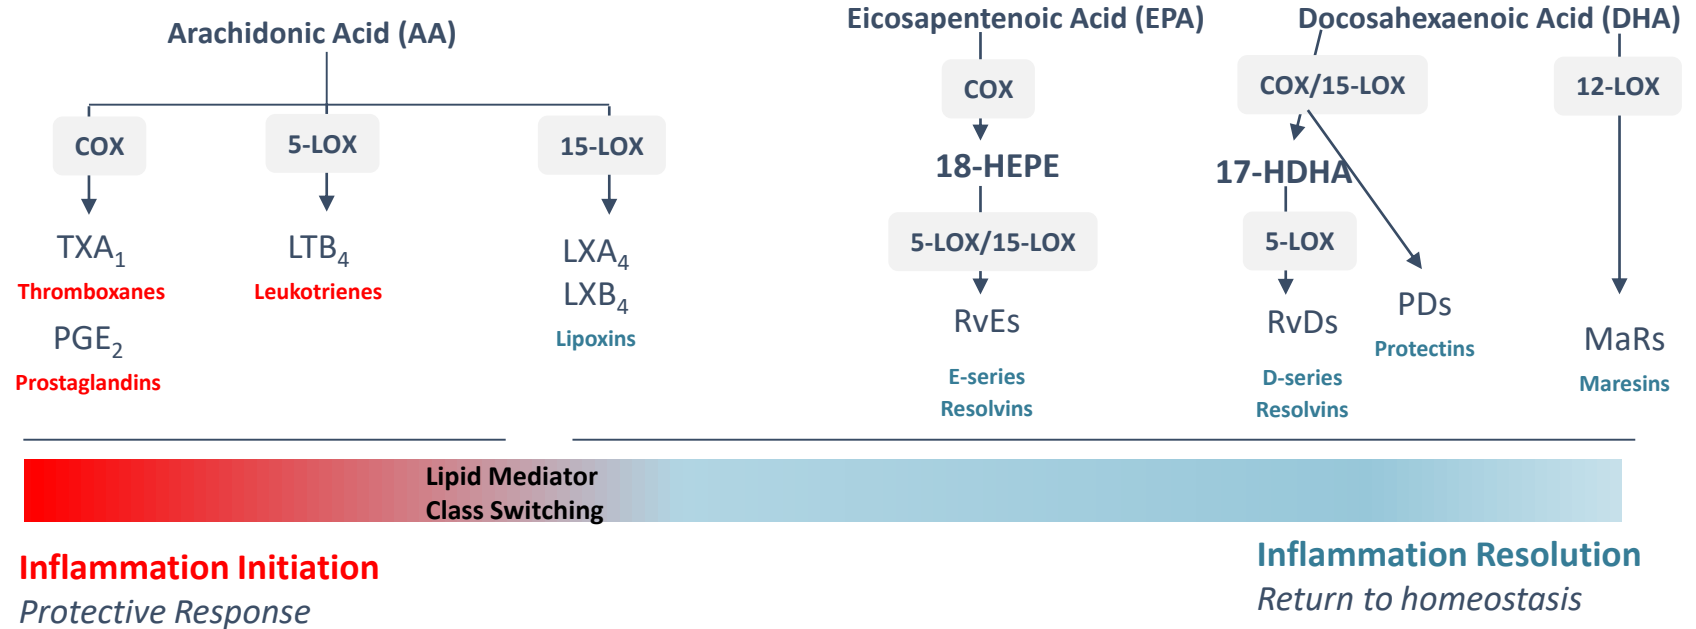 Arachidonic Acid (AA)
COX
5-LOX
15-LOX
TXA₁
Thromboxanes
PGE₂
Prostaglandins
LTB₄
Leukotrienes
LXA₄
LXB₄
Lipoxins
Eicosapentenoic Acid (EPA)
COX
18-HEPE
5-LOX/15-LOX
RvEs
E-series
Resolvins
Docosahexaenoic Acid (DHA)
COX/15-LOX
17-HDHA
5-LOX
RvDs
D-series
Resolvins
PDs
Protectins
12-LOX
MaRs
Maresins
Lipid Mediator
Class Switching
Inflammation Initiation
Protective Response
Inflammation Resolution
Return to homeostasis